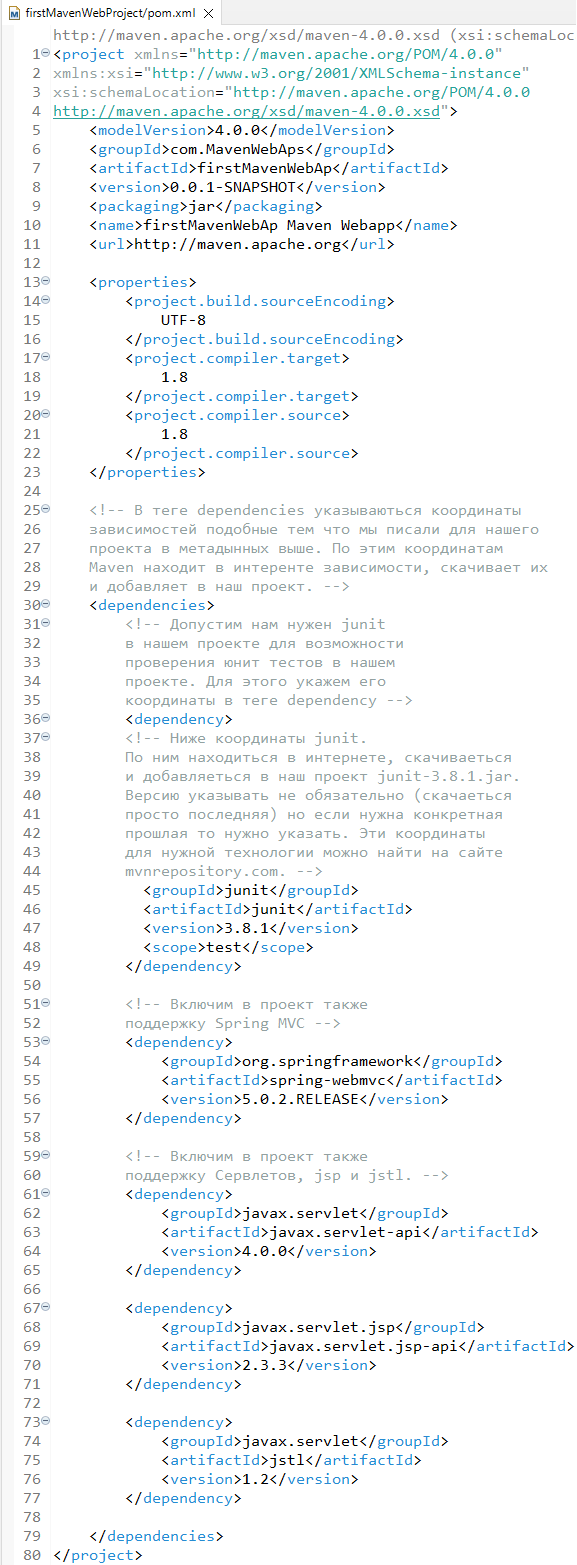 firstMavenWebProject/pom.xml
http://maven.apache.org/xsd/maven-4.0.0.xsd (xsi:schemaLoc
1 <project xmlns="http://maven.apache.org/POM/4.0.0"
2 xmlns:xsi="http://www.w3.org/2001/XMLSchema-instance"
3 xsi:schemaLocation="http://maven.apache.org/POM/4.0.0
4 http://maven.apache.org/xsd/maven-4.0.0.xsd">
5 <modelVersion>4.0.0</modelVersion>
6 <groupId>com.MavenWebAps</groupId>
7 <artifactId>firstMavenWebAp</artifactId>
8 <version>0.0.1-SNAPSHOT</version>
9 <packaging>jar</packaging>
10 <name>firstMavenWebAp Maven Webapp</name>
11 <url>http://maven.apache.org</url>
12
13 <properties>
14 <project.build.sourceEncoding>
15 UTF-8
16 </project.build.sourceEncoding>
17 <project.compiler.target>
18 1.8
19 </project.compiler.target>
20 <project.compiler.source>
21 1.8
22 </project.compiler.source>
23 </properties>
24
25 <!-- В теге dependencies указываються координаты
26 зависимостей подобные тем что мы писали для нашего
27 проекта в метадынных выше. По этим координатам
28 Maven находит в интеренте зависимости, скачивает их
29 и добавляет в наш проект. -->
30 <dependencies>
31 <!-- Допустим нам нужен junit
32 в нашем проекте для возможности
33 проверения юнит тестов в нашем
34 проекте. Для этого укажем его
35 координаты в теге dependency -->
36 <dependency>
37 <!-- Ниже координаты junit.
38 По ним находиться в интернете, скачиваеться
39 и добавляеться в наш проект junit-3.8.1.jar.
40 Версию указывать не обязательно (скачаеться
41 просто последняя) но если нужна конкретная
42 прошлая то нужно указать. Эти координаты
43 для нужной технологии можно найти на сайте
44 mvnrepository.com. -->
45 <groupId>junit</groupId>
46 <artifactId>junit</artifactId>
47 <version>3.8.1</version>
48 <scope>test</scope>
49 </dependency>
50
51 <!-- Включим в проект также
52 поддержку Spring MVC -->
53 <dependency>
54 <groupId>org.springframework</groupId>
55 <artifactId>spring-webmvc</artifactId>
56 <version>5.0.2.RELEASE</version>
57 </dependency>
58
59 <!-- Включим в проект также
60 поддержку Сервлетов, jsp и jstl. -->
61 <dependency>
62 <groupId>javax.servlet</groupId>
63 <artifactId>javax.servlet-api</artifactId>
64 <version>4.0.0</version>
65 </dependency>
66
67 <dependency>
68 <groupId>javax.servlet.jsp</groupId>
69 <artifactId>javax.servlet.jsp-api</artifactId>
70 <version>2.3.3</version>
71 </dependency>
72
73 <dependency>
74 <groupId>javax.servlet</groupId>
75 <artifactId>jstl</artifactId>
76 <version>1.2</version>
77 </dependency>
78
79 </dependencies>
80 </project>